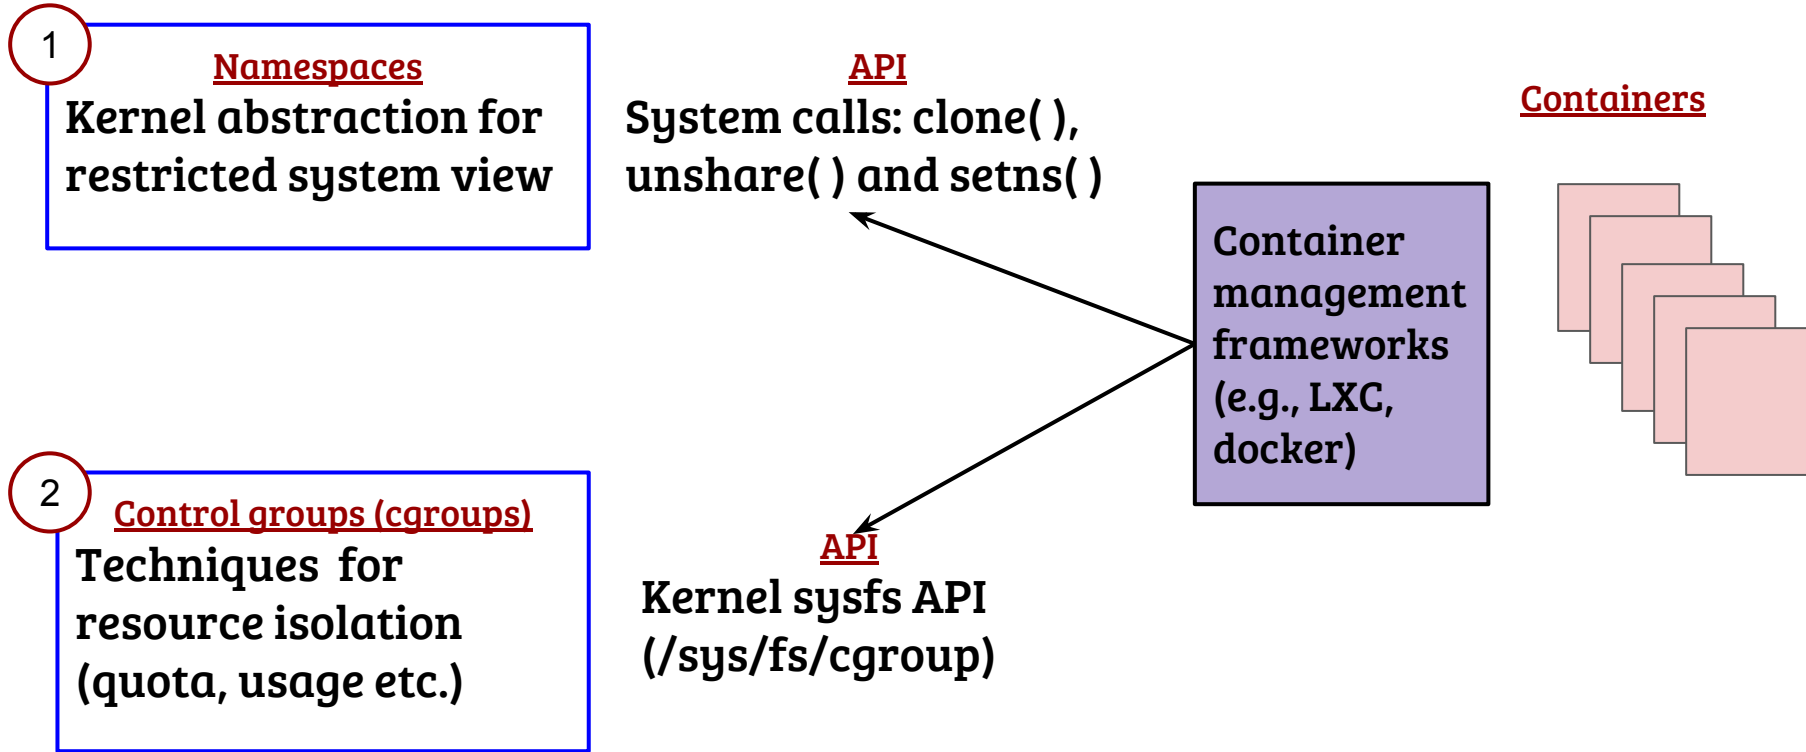 1
Namespaces
Kernel abstraction for
restricted system view
API
System calls: clone( ),
unshare( ) and setns( )
Containers
Container
management
frameworks
(e.g., LXC,
docker)
2
Control groups (cgroups)
Techniques for
resource isolation
(quota, usage etc.)
API
Kernel sysfs API
(/sys/fs/cgroup)